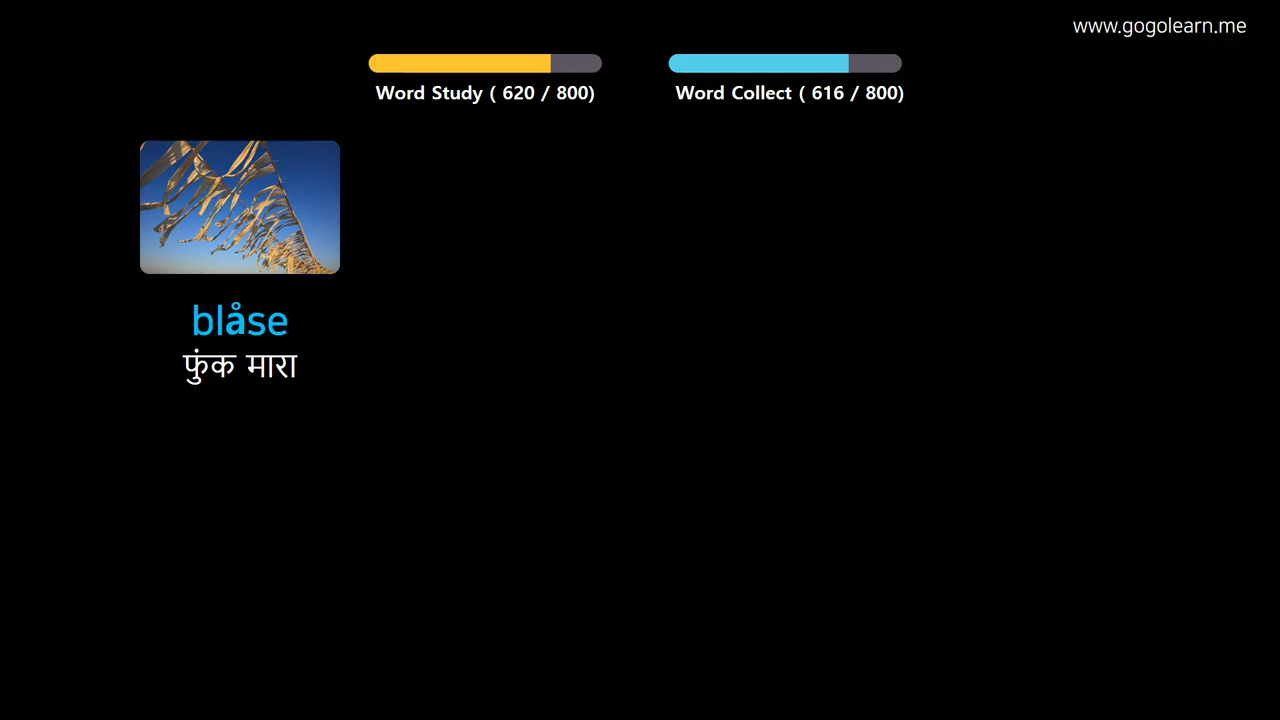 www.gogolearn.me
Word Study ( 620 / 800)
Word Collect ( 616 / 800)
blåse
फुंक मारा